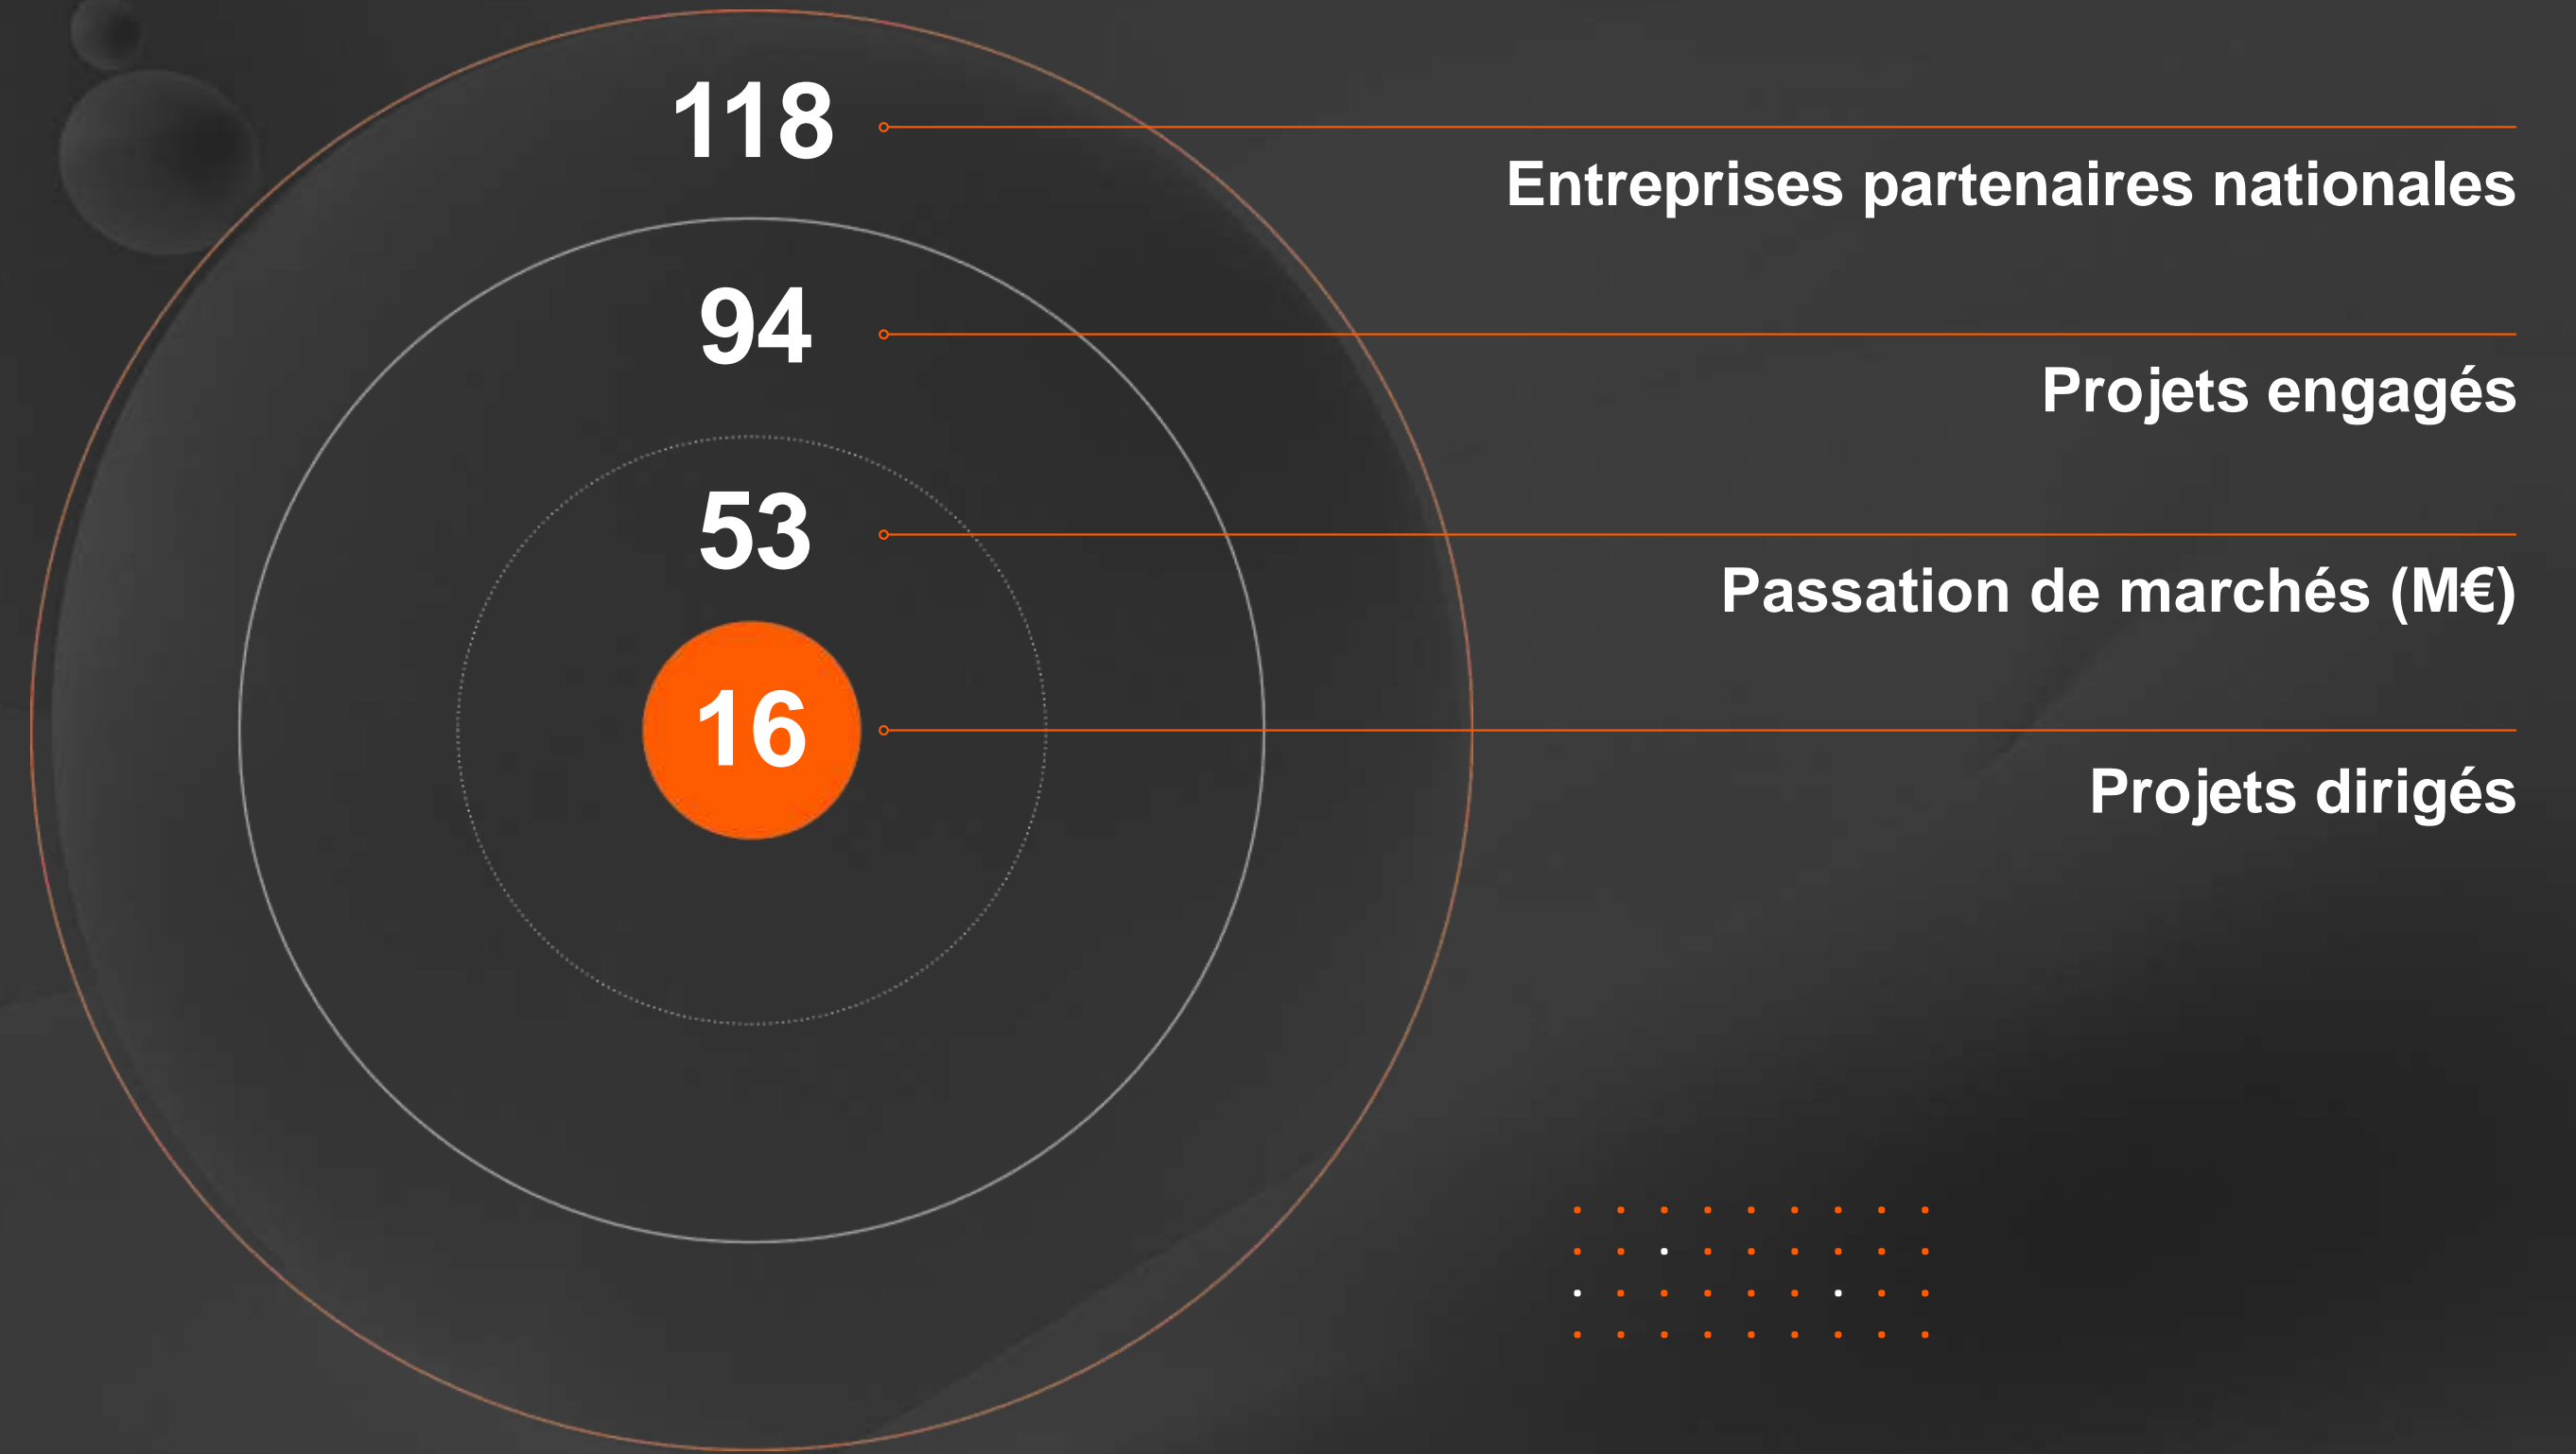 118
Entreprises partenaires nationales
94
Projets engagés
53
Passation de marchés (M€)
16
Projets dirigés